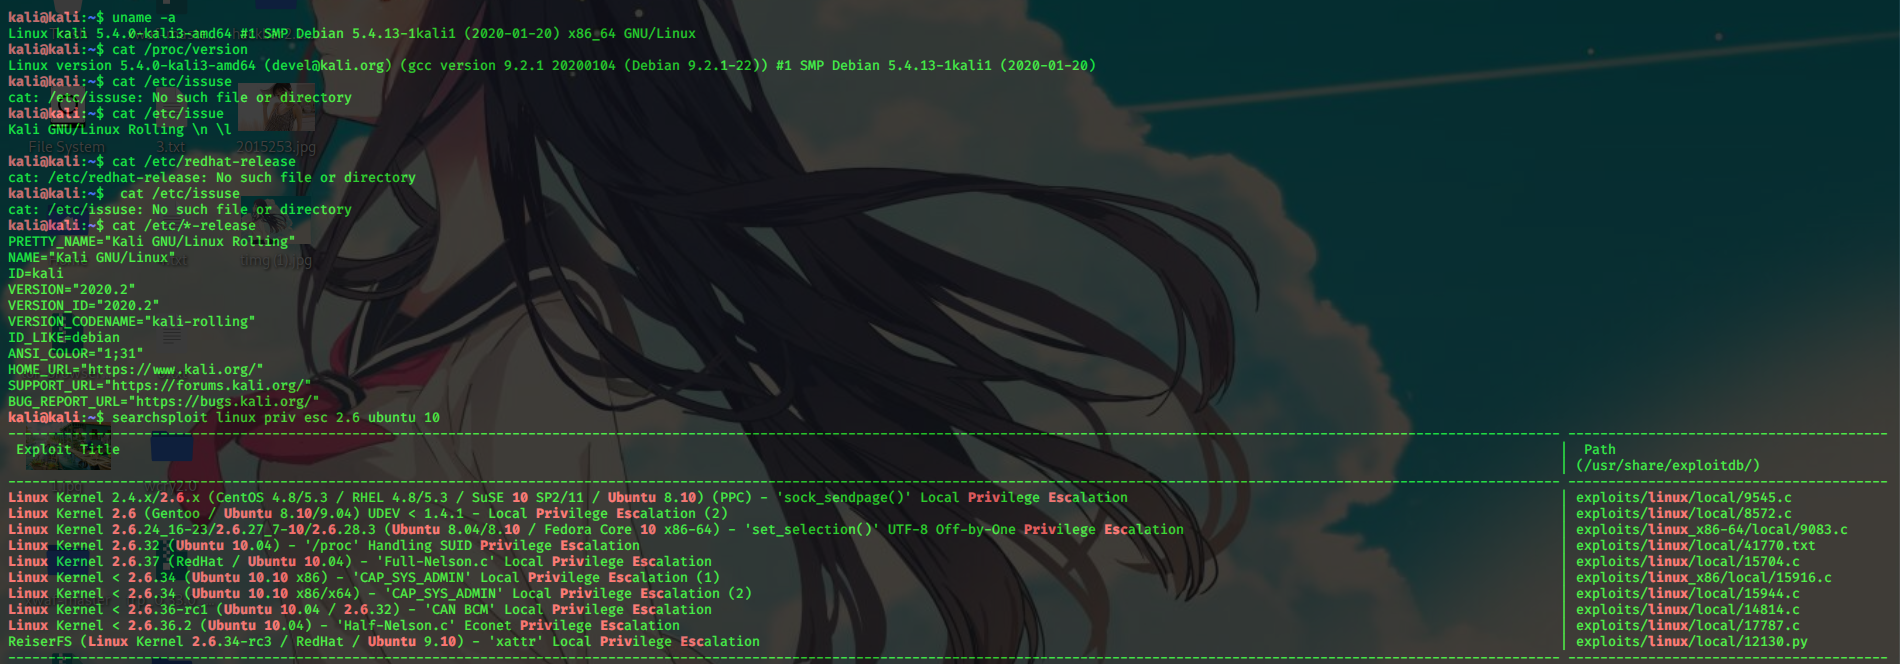 kali@kali:~$ uname -a
Linux kali 5.4.0-kali3-amd64 #1 SMP Debian 5.4.13-1kali1 (2020-01-20) x86_64 GNU/Linux
kali@kali:~$ cat /proc/version
Linux version 5.4.0-kali3-amd64 (devel@kali.org) (gcc version 9.2.1 20200104 (Debian 9.2.1-22)) #1 SMP Debian 5.4.13-1kali1 (2020-01-20)
kali@kali:~$ cat /etc/issuse
cat: /etc/issuse: No such file or directory
kali@kali:~$ cat /etc/issue
Kali GNU/Linux Rolling \n \l
File System 3.txt 2015253.jpg
kali@kali:~$ cat /etc/redhat-release
cat: /etc/redhat-release: No such file or directory
kali@kali:~$  cat /etc/issuse
cat: /etc/issuse: No such file or directory
kali@kali:~$ cat /etc/*-release
PRETTY_NAME="Kali GNU/Linux Rolling"
NAME="Kali GNU/Linux"
timg (1).jpg
ID=kali
VERSION="2020.2"
VERSION_ID="2020.2"
VERSION_CODENAME="kali-rolling"
ID_LIKE=debian
ANSI_COLOR="1;31"
HOME_URL="https://www.kali.org/"
SUPPORT_URL="https://forums.kali.org/"
BUG_REPORT_URL="https://bugs.kali.org/"
kali@kali:~$ searchsploit linux priv esc 2.6 ubuntu 10
Exploit Title | Path
| (/usr/share/exploitdb/)
Linux Kernel 2.4.x/2.6.x (CentOS 4.8/5.3 / RHEL 4.8/5.3 / SuSE 10 SP2/11 / Ubuntu 8.10) (PPC) - 'sock_sendpage()' Local Privilege Escalation | exploits/linux/local/9545.c
Linux Kernel 2.6 (Gentoo / Ubuntu 8.10/9.04) UDEV < 1.4.1 - Local Privilege Escalation (2) | exploits/linux/local/8572.c
Linux Kernel 2.6.24_16-23/2.6.27_7-10/2.6.28.3 (Ubuntu 8.04/8.10 / Fedora Core 10 x86-64) - 'set_selection()' UTF-8 Off-by-One Privilege Escalation | exploits/linux_x86-64/local/9083.c
Linux Kernel 2.6.32 (Ubuntu 10.04) - '/proc' Handling SUID Privilege Escalation | exploits/linux/local/41770.txt
Linux Kernel 2.6.37 (RedHat / Ubuntu 10.04) - 'Full-Nelson.c' Local Privilege Escalation | exploits/linux/local/15704.c
Linux Kernel < 2.6.34 (Ubuntu 10.10 x86) - 'CAP_SYS_ADMIN' Local Privilege Escalation (1) | exploits/linux_x86/local/15916.c
Linux Kernel < 2.6.34 (Ubuntu 10.10 x86/x64) - 'CAP_SYS_ADMIN' Local Privilege Escalation (2) | exploits/linux/local/15944.c
Linux Kernel < 2.6.36-rc1 (Ubuntu 10.04 / 2.6.32) - 'CAN BCM' Local Privilege Escalation | exploits/linux/local/14814.c
Linux Kernel < 2.6.36.2 (Ubuntu 10.04) - 'Half-Nelson.c' Econet Privilege Escalation | exploits/linux/local/17787.c
ReiserFS (Linux Kernel 2.6.34-rc3 / RedHat / Ubuntu 9.10) - 'xattr' Local Privilege Escalation | exploits/linux/local/12130.py